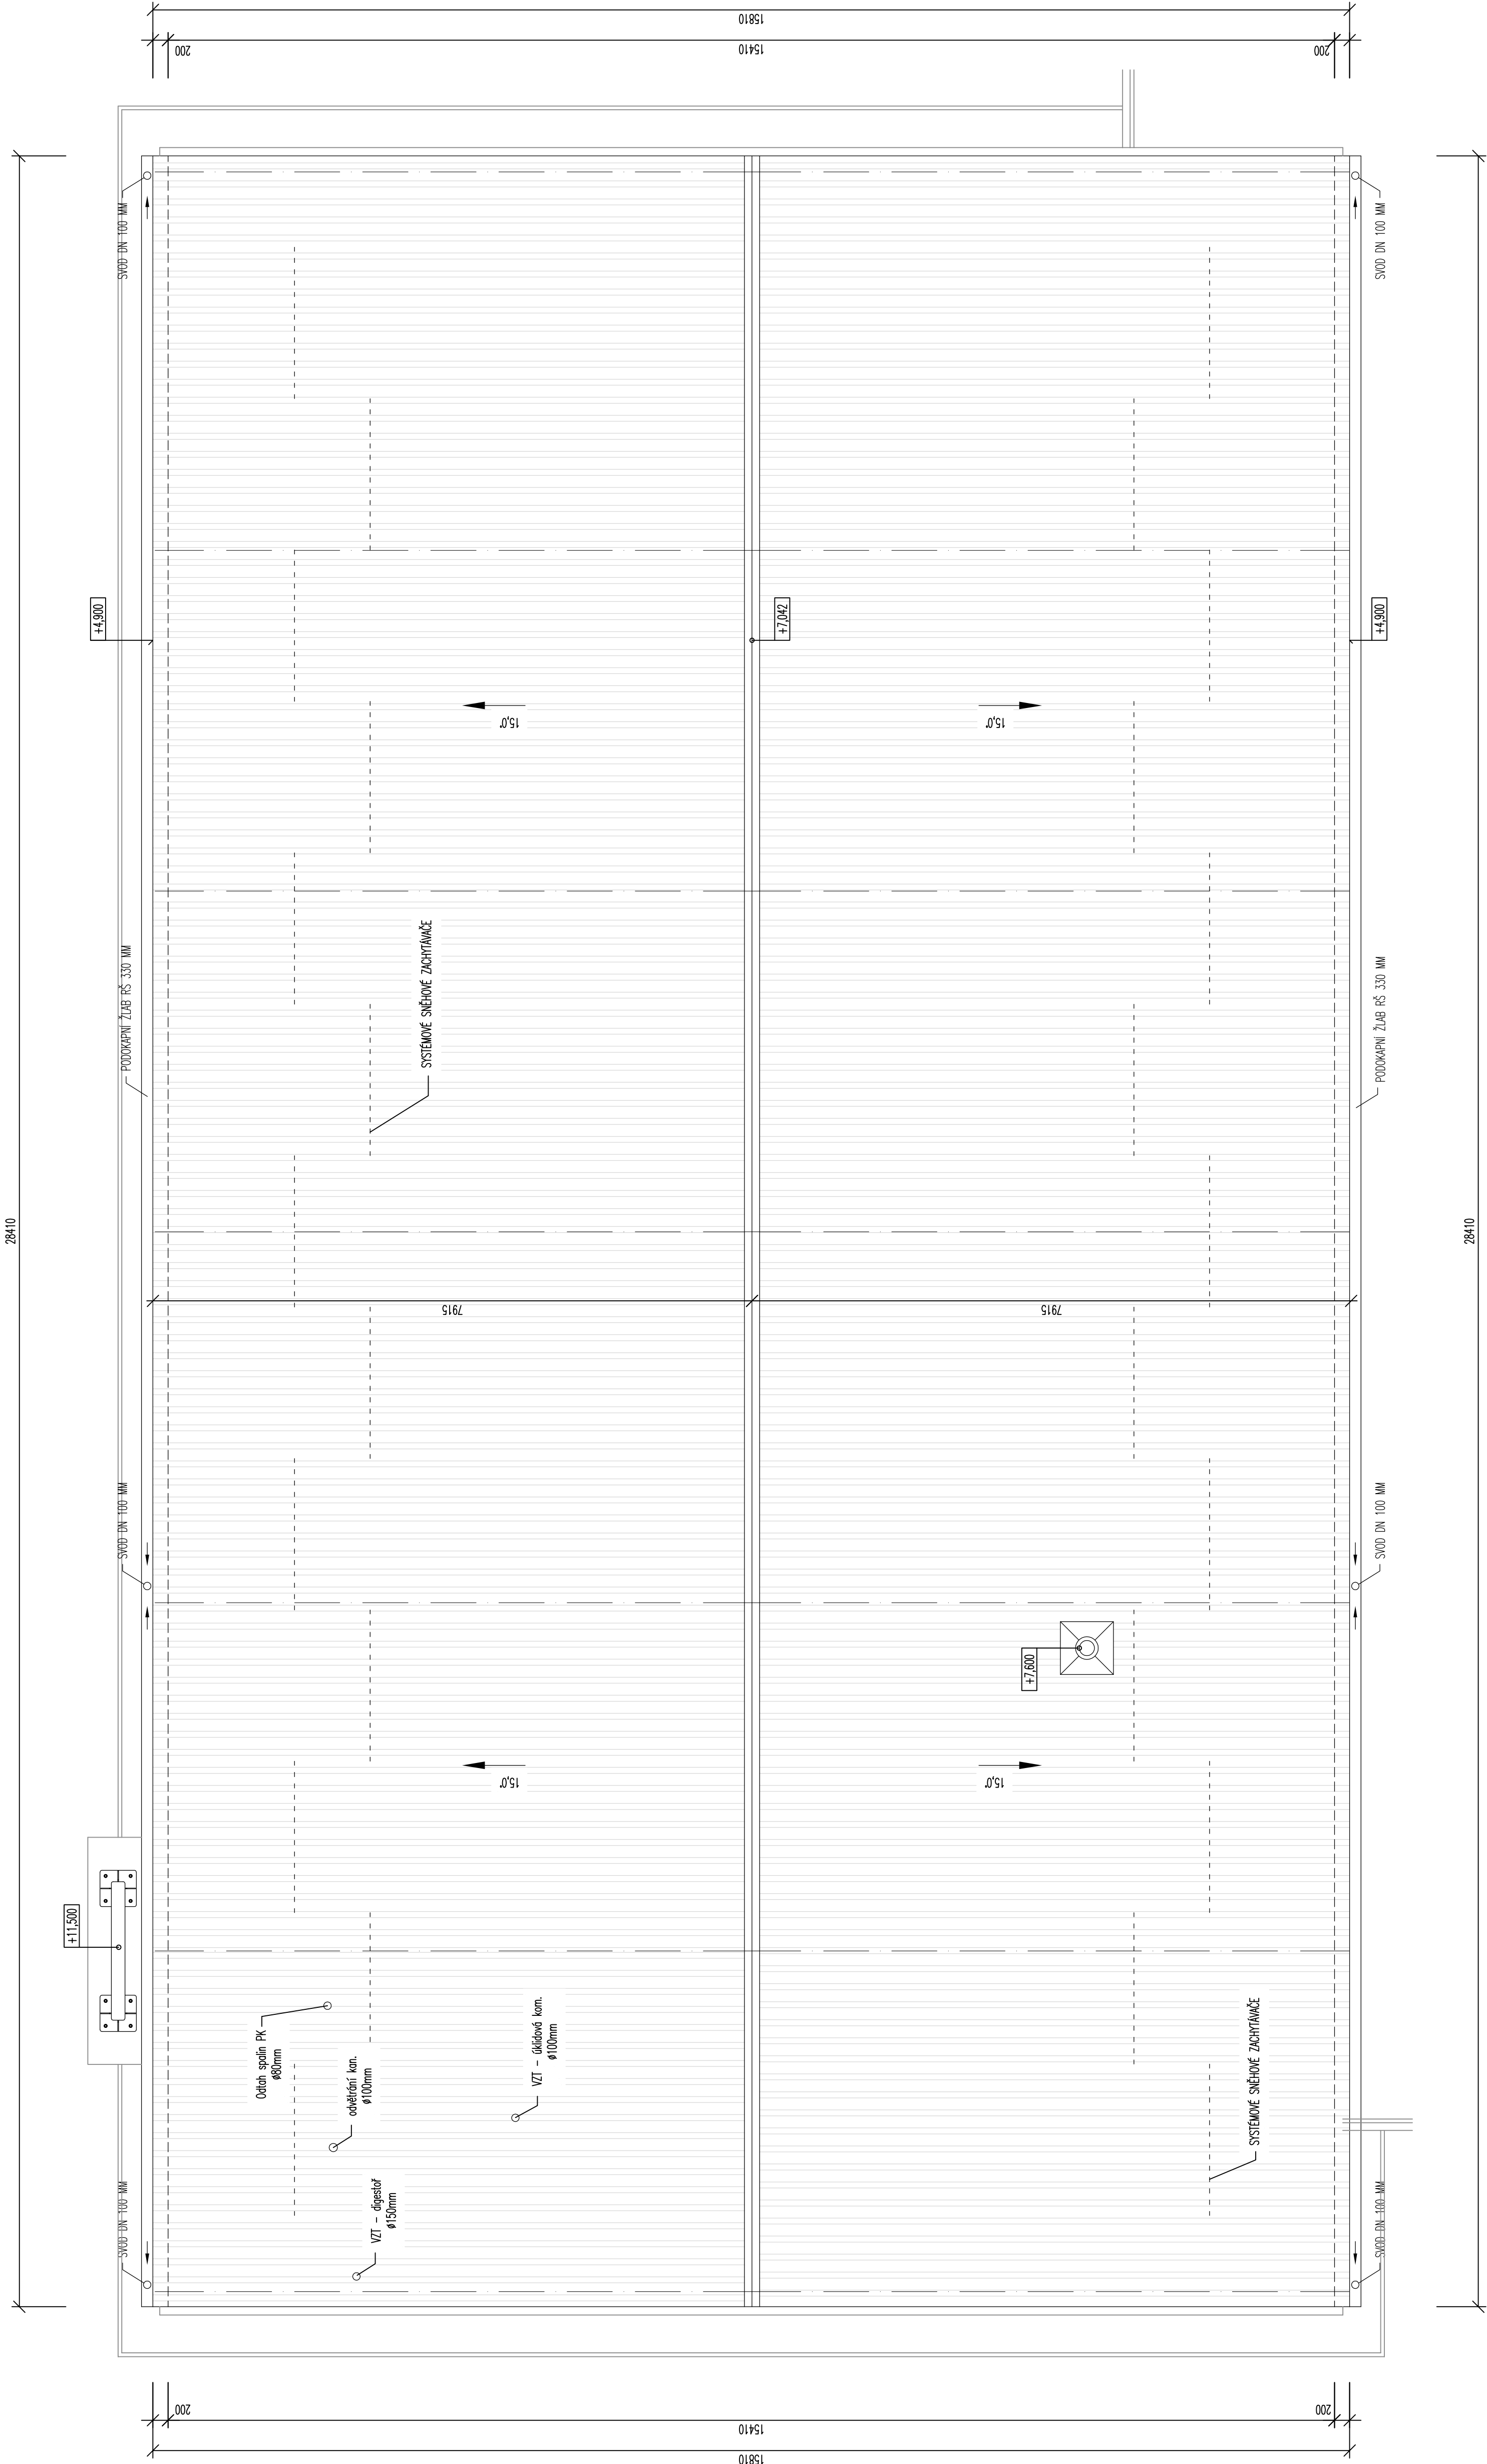 15810
15410
200
200
SVOD DN 100 MM
SVOD DN 100 MM
+4,900
+7,042
+4,900
15,0°
15,0°
PODOKAPNÍ ŽLAB RŠ 330 MM
SYSTÉMOVÉ SNĚHOVÉ ZACHYTÁVAČE
PODOKAPNÍ ŽLAB RŠ 330 MM
28410
28410
7915
7915
SVOD DN 100 MM
SVOD DN 100 MM
+7,600
15,0°
15,0°
+11,500
Odtah spalin PK
ø80mm
odvětrání kan.
ø100mm
VZT - úklidová kom.
ø100mm
VZT - digestoř
ø150mm
SYSTÉMOVÉ SNĚHOVÉ ZACHYTÁVAČE
SVOD DN 100 MM
SVOD DN 100 MM
200
200
15410
15810